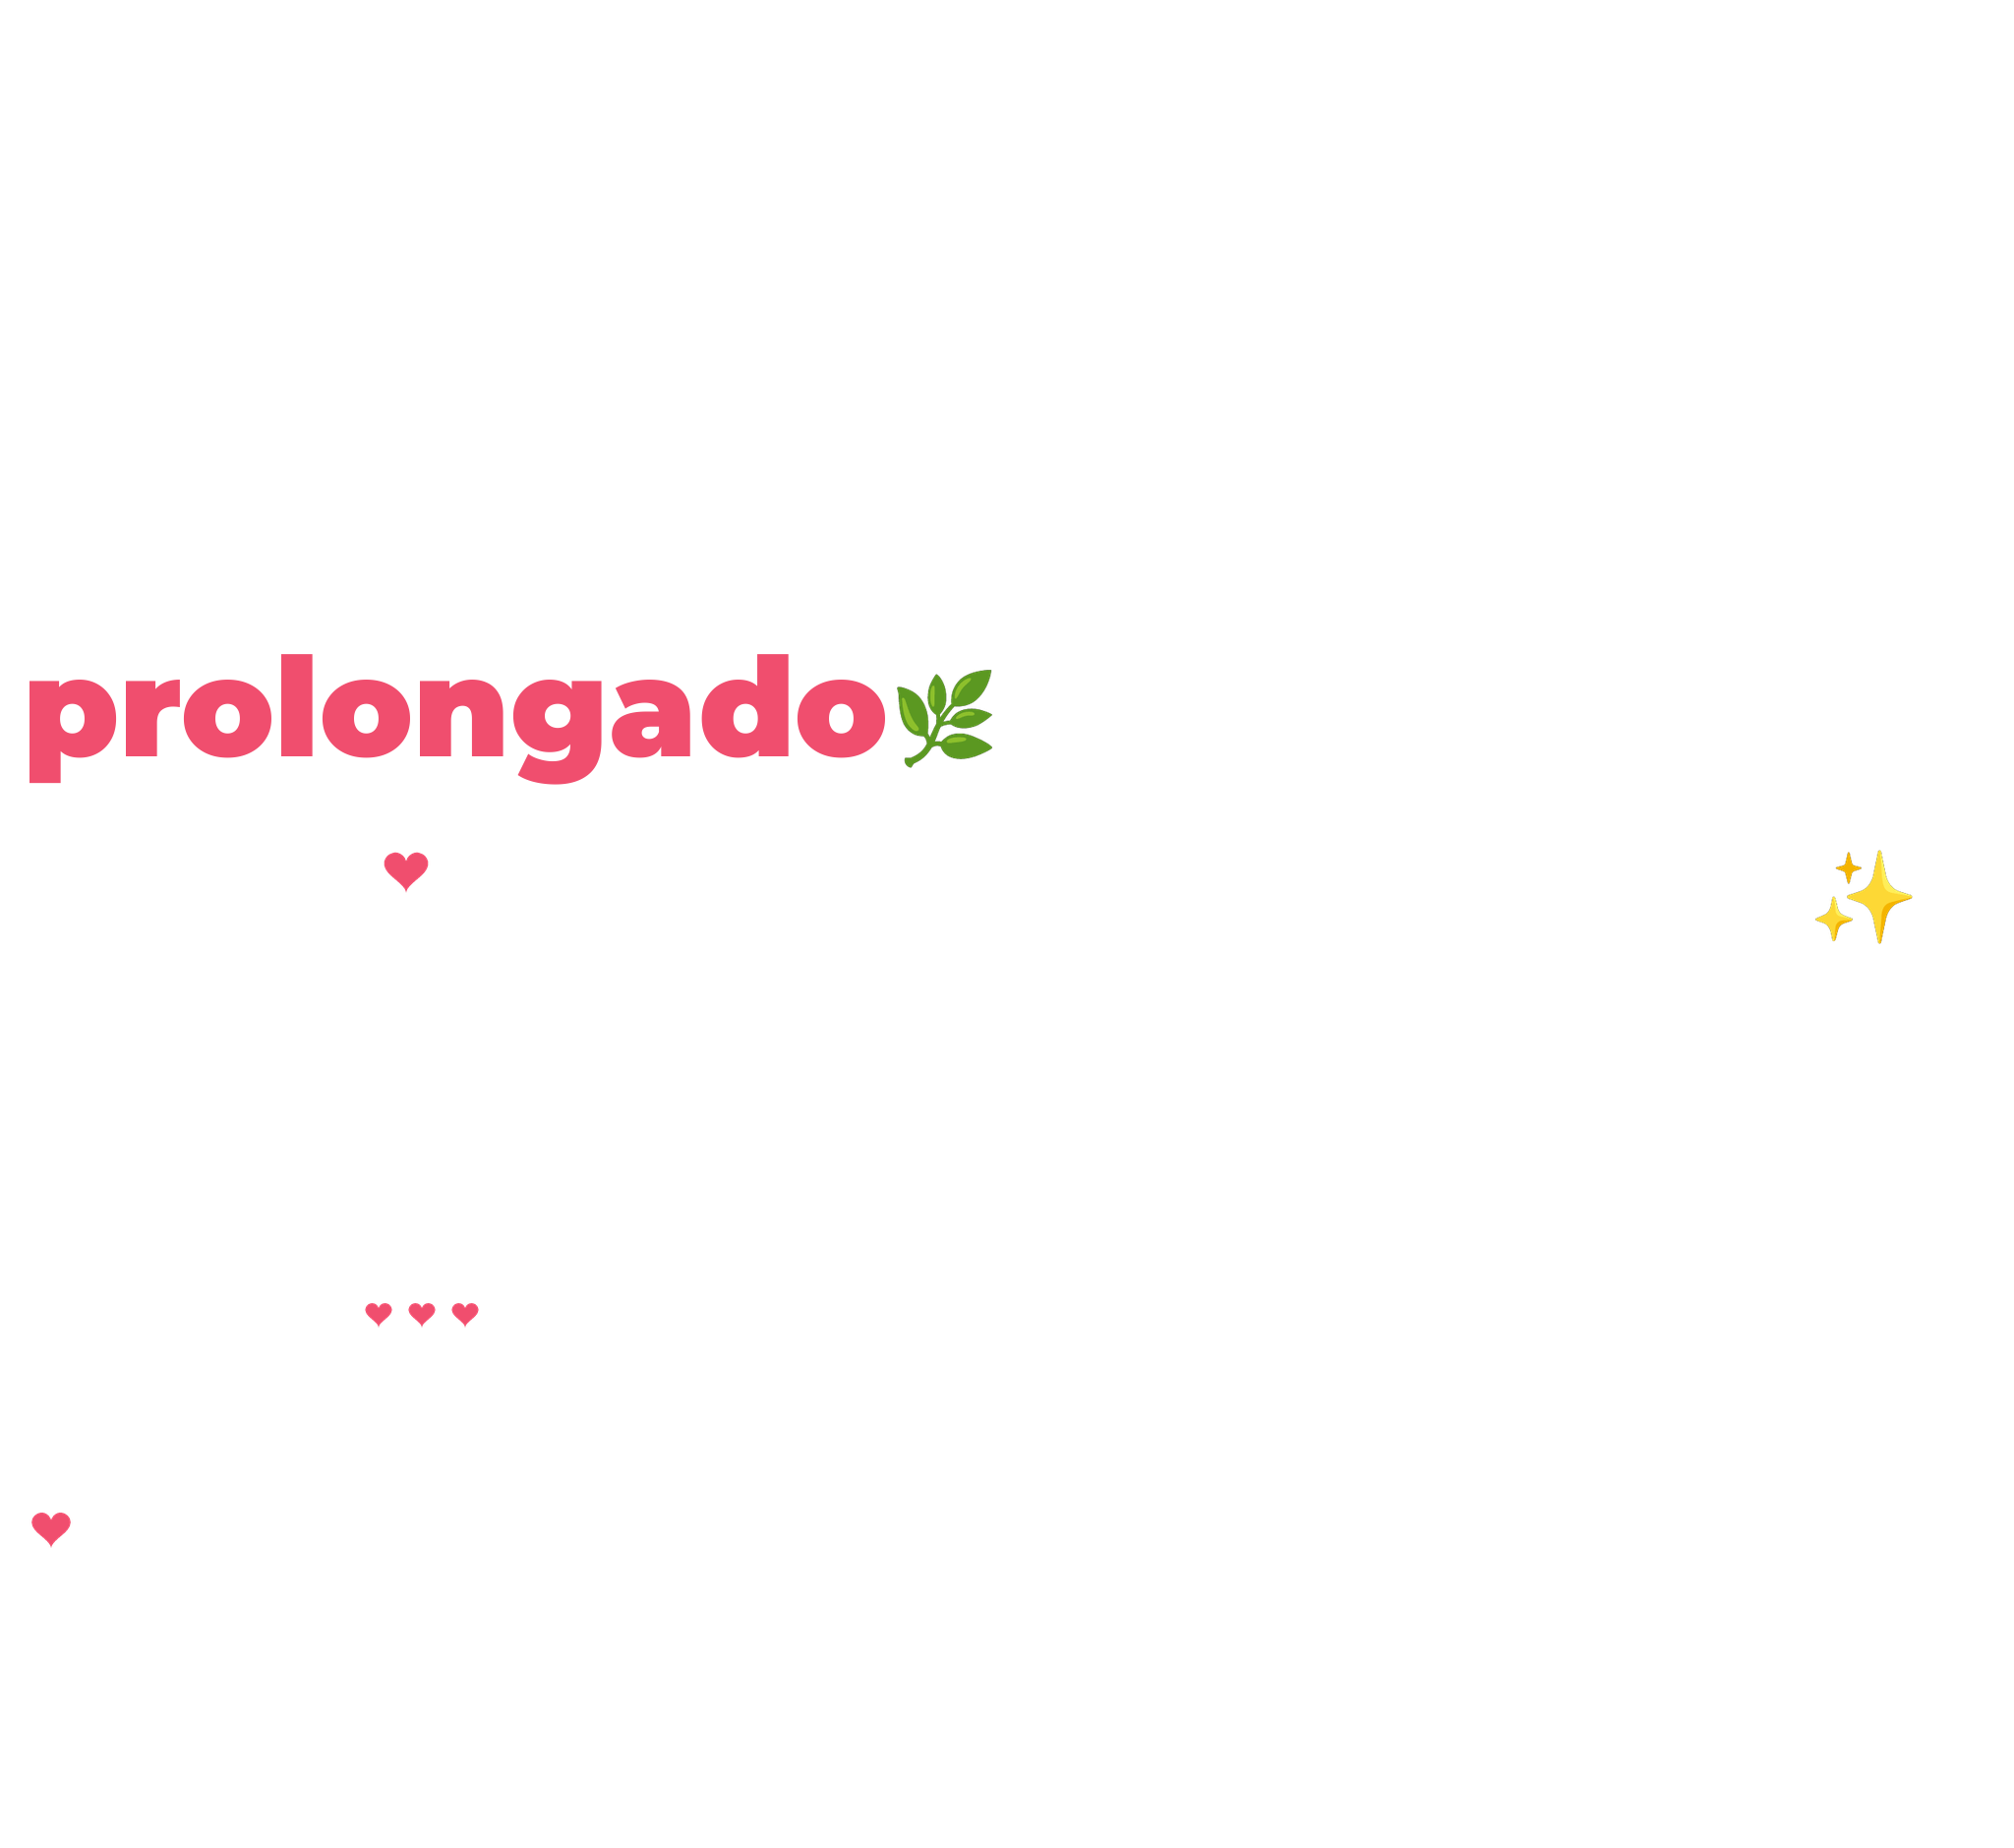 prolongado🌿
♥
✨
♥ ♥ ♥
♥